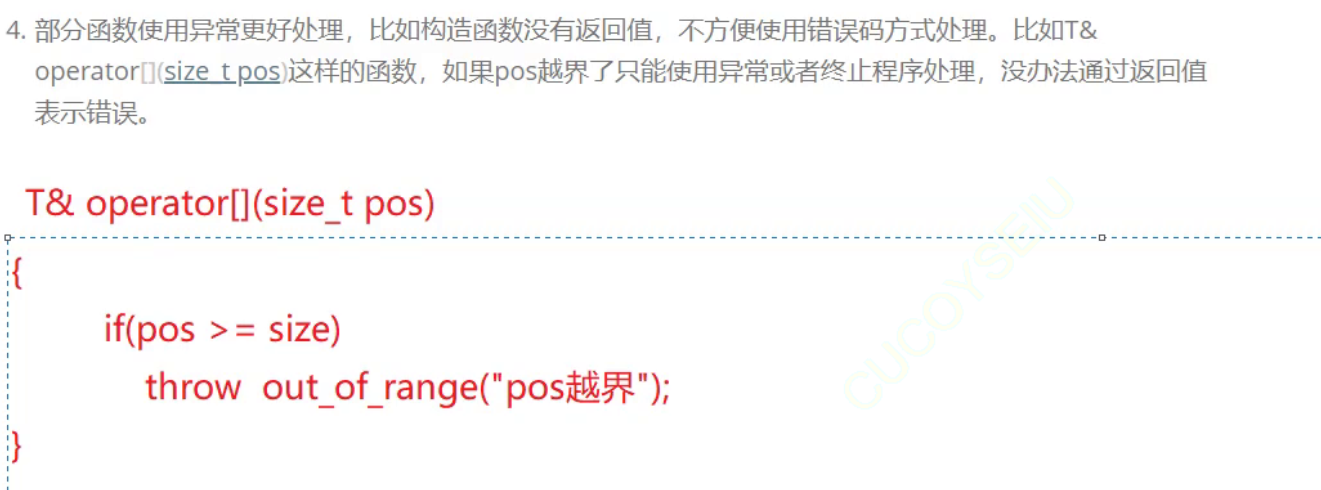 4. 部分函数使用异常更好处理，比如构造函数没有返回值，不方便使用错误码方式处理。比如T&
operator[](size_t pos)这样的函数，如果pos越界了只能使用异常或者终止程序处理，没办法通过返回值
表示错误。
T& operator[](size_t pos)
{
if(pos >= size)
throw out_of_range("pos越界");
}
CUCOYSEIU